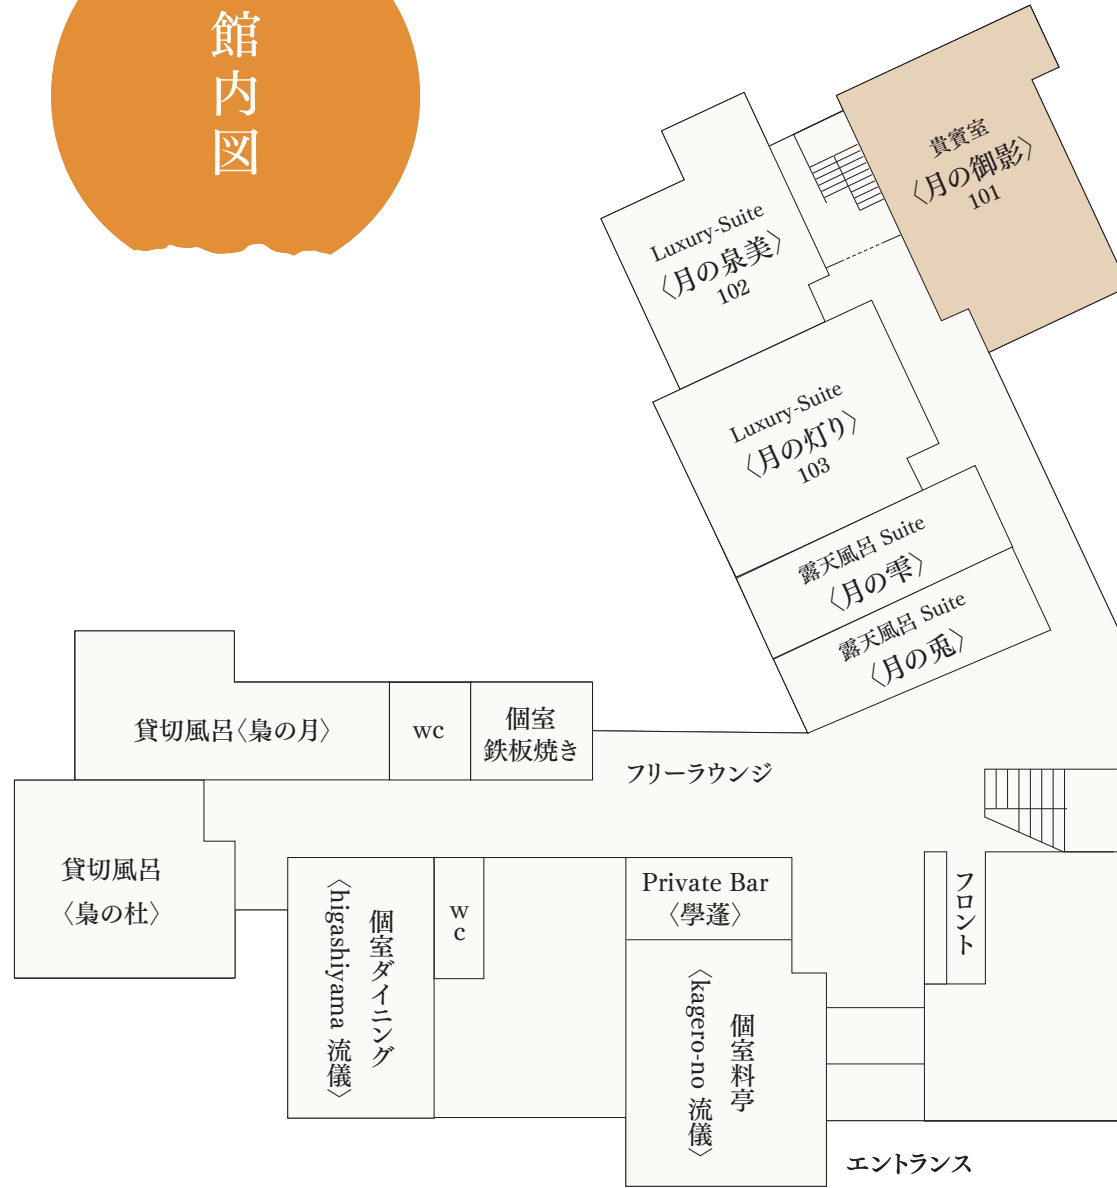 館内図
貴賓室
〈月の御影〉
101
Luxury-Suite
〈月の泉美〉
102
Luxury-Suite
〈月の灯り〉
103
露天風呂 Suite
〈月の雫〉
露天風呂 Suite
〈月の兎〉
貸切風呂〈梟の月〉
wc
個室
鉄板焼き
フリーラウンジ
貸切風呂
〈梟の杜〉
個室ダイニング
〈higashiyama 流儀〉
w
c
Private Bar
〈學蓬〉
個室料亭
〈kagero-no 流儀〉
フロント
エントランス